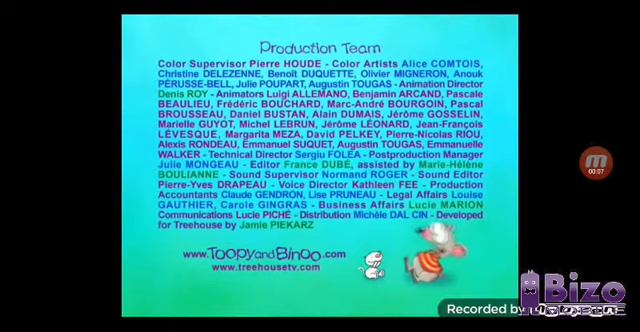 Production Team
Color Supervisor Pierre HOUDE - Color Artists Alice COMTOIS,
Christine DELEZENNE, Benoît DUQUETTE, Olivier MIGNERON, Anouk
PÉRUSSE-BELL, Julie POUPART, Augustin TOUGAS - Animation Director
Denis ROY - Animators Luigi ALLEMANO, Benjamin ARCAND, Pascale
BEAULIEU, Frédéric BOUCHARD, Marc-André BOURGOIN, Pascal
BROUSSEAU, Daniel BUSTAN, Alain DUMAIS, Jérôme GOSSELIN,
Marielle GUYOT, Michel LEBRUN, Jérôme LÉONARD, Jean-François
LÉVESQUE, Margarita MEZA, David PELKEY, Pierre-Nicolas RIOU,
Alexis RONDEAU, Emmanuel SUQUET, Augustin TOUGAS, Emmanuelle
WALKER - Technical Director Sergiu FOLEA - Postproduction Manager
Julie MONGEAU - Editor France DUBÉ, assisted by Marie-Hélène
BOULIANNE - Sound Supervisor Normand ROGER - Sound Editor
Pierre-Yves DRAPEAU - Voice Director Kathleen FEE - Production
Accountants Claude GENDRON, Lise PRUNEAU - Legal Affairs Louise
GAUTHIER, Carole GINGRAS - Business Affairs Lucie MARION
Communications Lucie PICHÉ - Distribution Michèle DAL CIN - Developed
for Treehouse by Jamie PIEKARZ
www.TOOPYandBINOO.com
www.treehousetv.com
00:07
Bizo
Recorded by